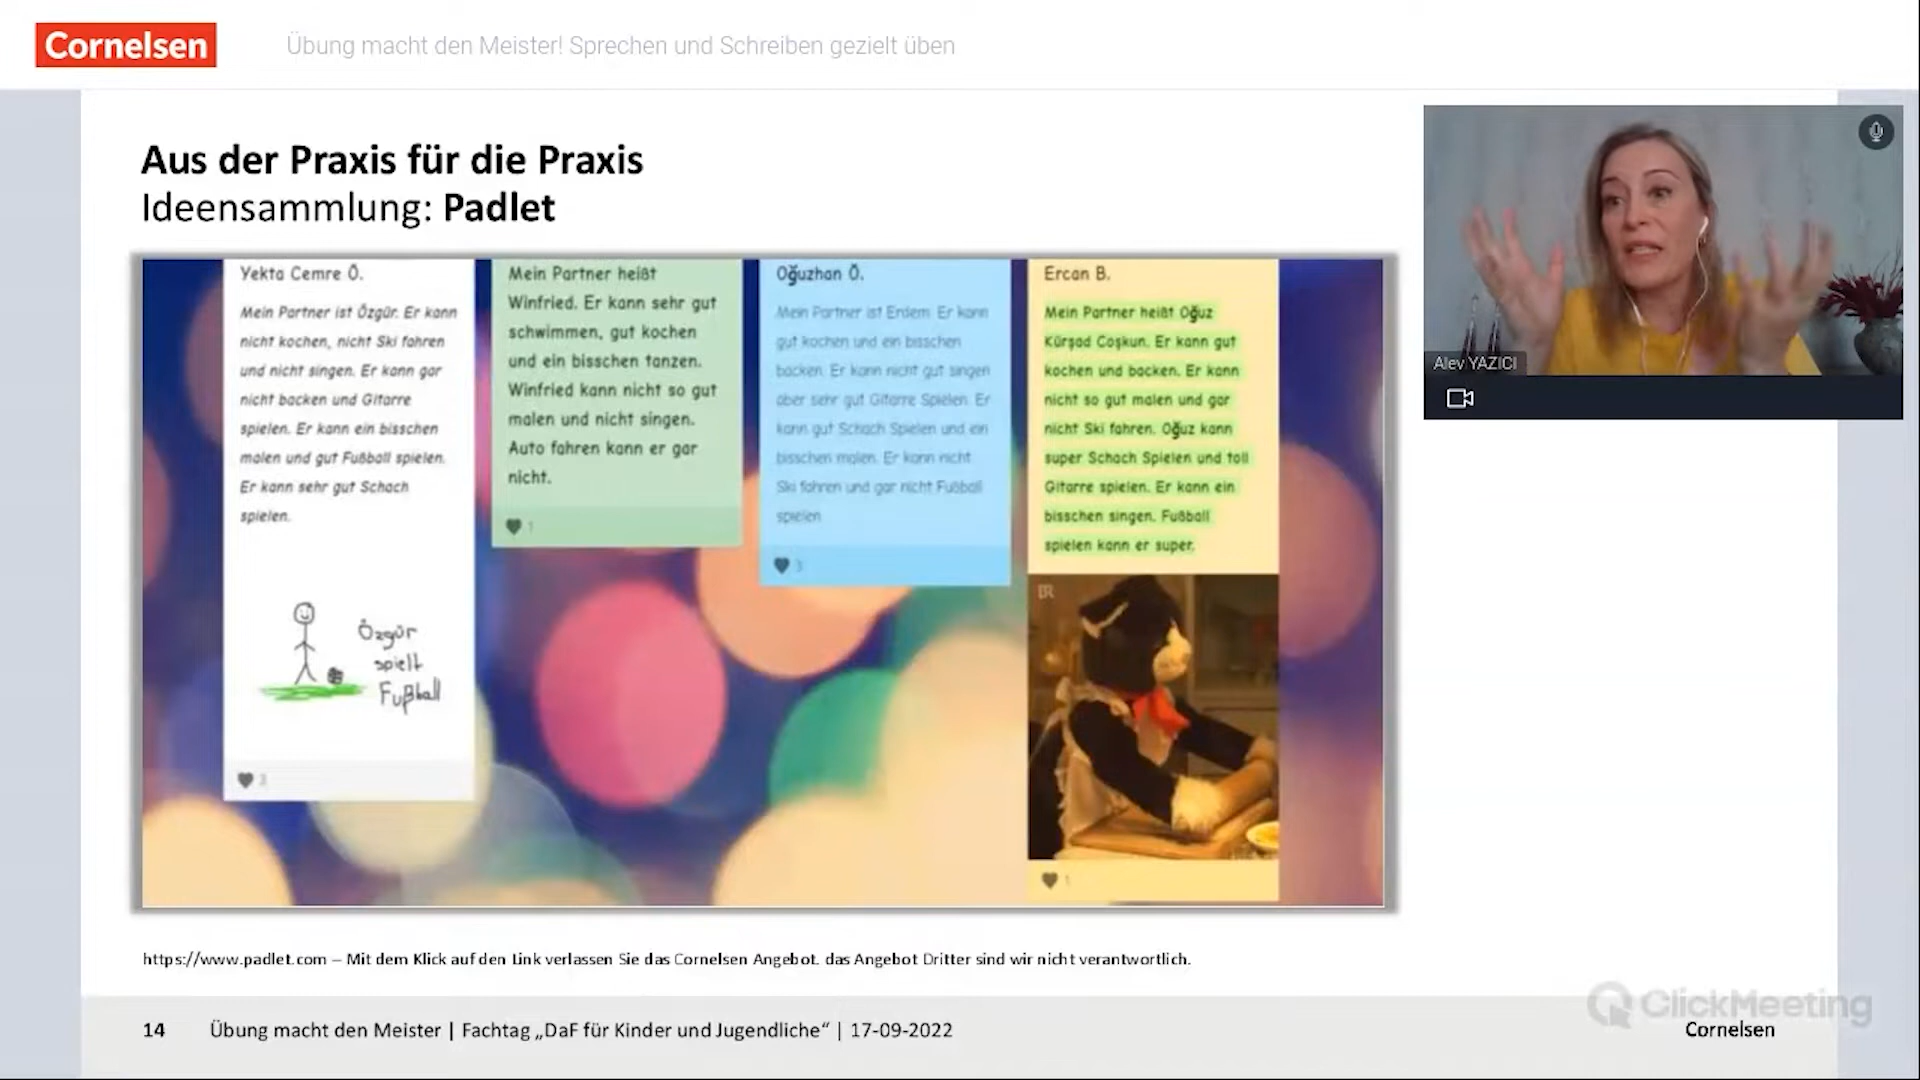 Cornelsen
Übung macht den Meister! Sprechen und Schreiben gezielt üben
Aus der Praxis für die Praxis
Ideensammlung: Padlet
Yekta Cemre Ö.
Mein Partner ist Özgür. Er kann
nicht kochen, nicht Ski fahren
und nicht singen. Er kann gar
nicht backen und Gitarre
spielen. Er kann ein bisschen
malen und gut Fußball spielen.
Er kann sehr gut Schach
spielen.
Özgür
spielt
Fußball
3
Mein Partner heißt
Winfried. Er kann sehr gut
schwimmen, gut kochen
und ein bisschen tanzen.
Winfried kann nicht so gut
malen und nicht singen.
Auto fahren kann er gar
nicht.
1
Oğuzhan Ö.
Mein Partner ist Erdem. Er kann
gut kochen und ein bisschen
backen. Er kann nicht gut singen
aber sehr gut Gitarre Spielen. Er
kann gut Schach Spielen und ein
bisschen malen. Er kann nicht
Ski fahren und gar nicht Fußball
spielen
3
Ercan B.
Mein Partner heißt Oğuz
Kürşad Coşkun. Er kann gut
kochen und backen. Er kann
nicht so gut malen und gar
nicht Ski fahren. Oğuz kann
super Schach Spielen und toll
Gitarre spielen. Er kann ein
bisschen singen. Fußball
spielen kann er super.
BR
1
Alev YAZICI
https://www.padlet.com – Mit dem Klick auf den Link verlassen Sie das Cornelsen Angebot. das Angebot Dritter sind wir nicht verantwortlich.
ClickMeeting
14 Übung macht den Meister | Fachtag „DaF für Kinder und Jugendliche“ | 17-09-2022
Cornelsen